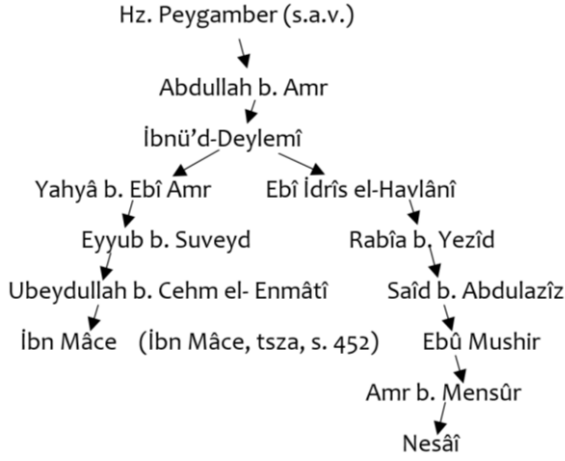 Hz. Peygamber (s.a.v.)
Abdullah b. Amr
İbnü’d-Deylemî
Yahyâ b. Ebî Amr Ebî İdrîs el-Havlânî
Eyyub b. Suveyd Rabîa b. Yezîd
Ubeydullah b. Cehm el- Enmâtî Saîd b. Abdulazîz
İbn Mâce (İbn Mâce, tsza, s. 452) Ebû Mushir
Amr b. Mensûr
Nesâî